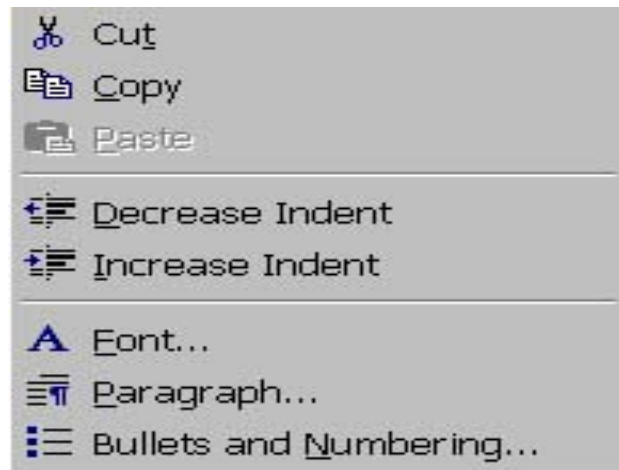 Cut
Copy
Paste
Decrease Indent
Increase Indent
Font...
Paragraph...
Bullets and Numbering...